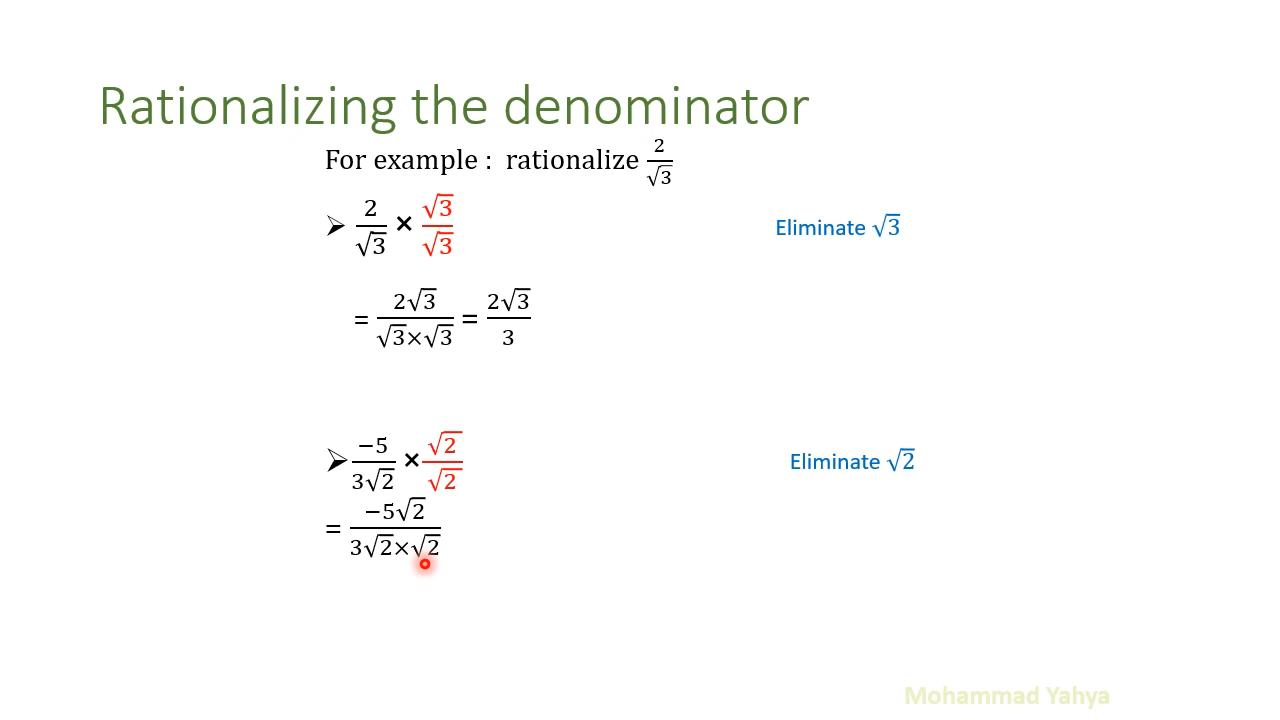 Rationalizing the denominator
For example : rationalize 2/√3
➢ 2/√3 × √3/√3
Eliminate √3
= 2√3/√3×√3 = 2√3/3
➢ −5/3√2 × √2/√2
Eliminate √2
= −5√2/3√2×√2
Mohammad Yahya